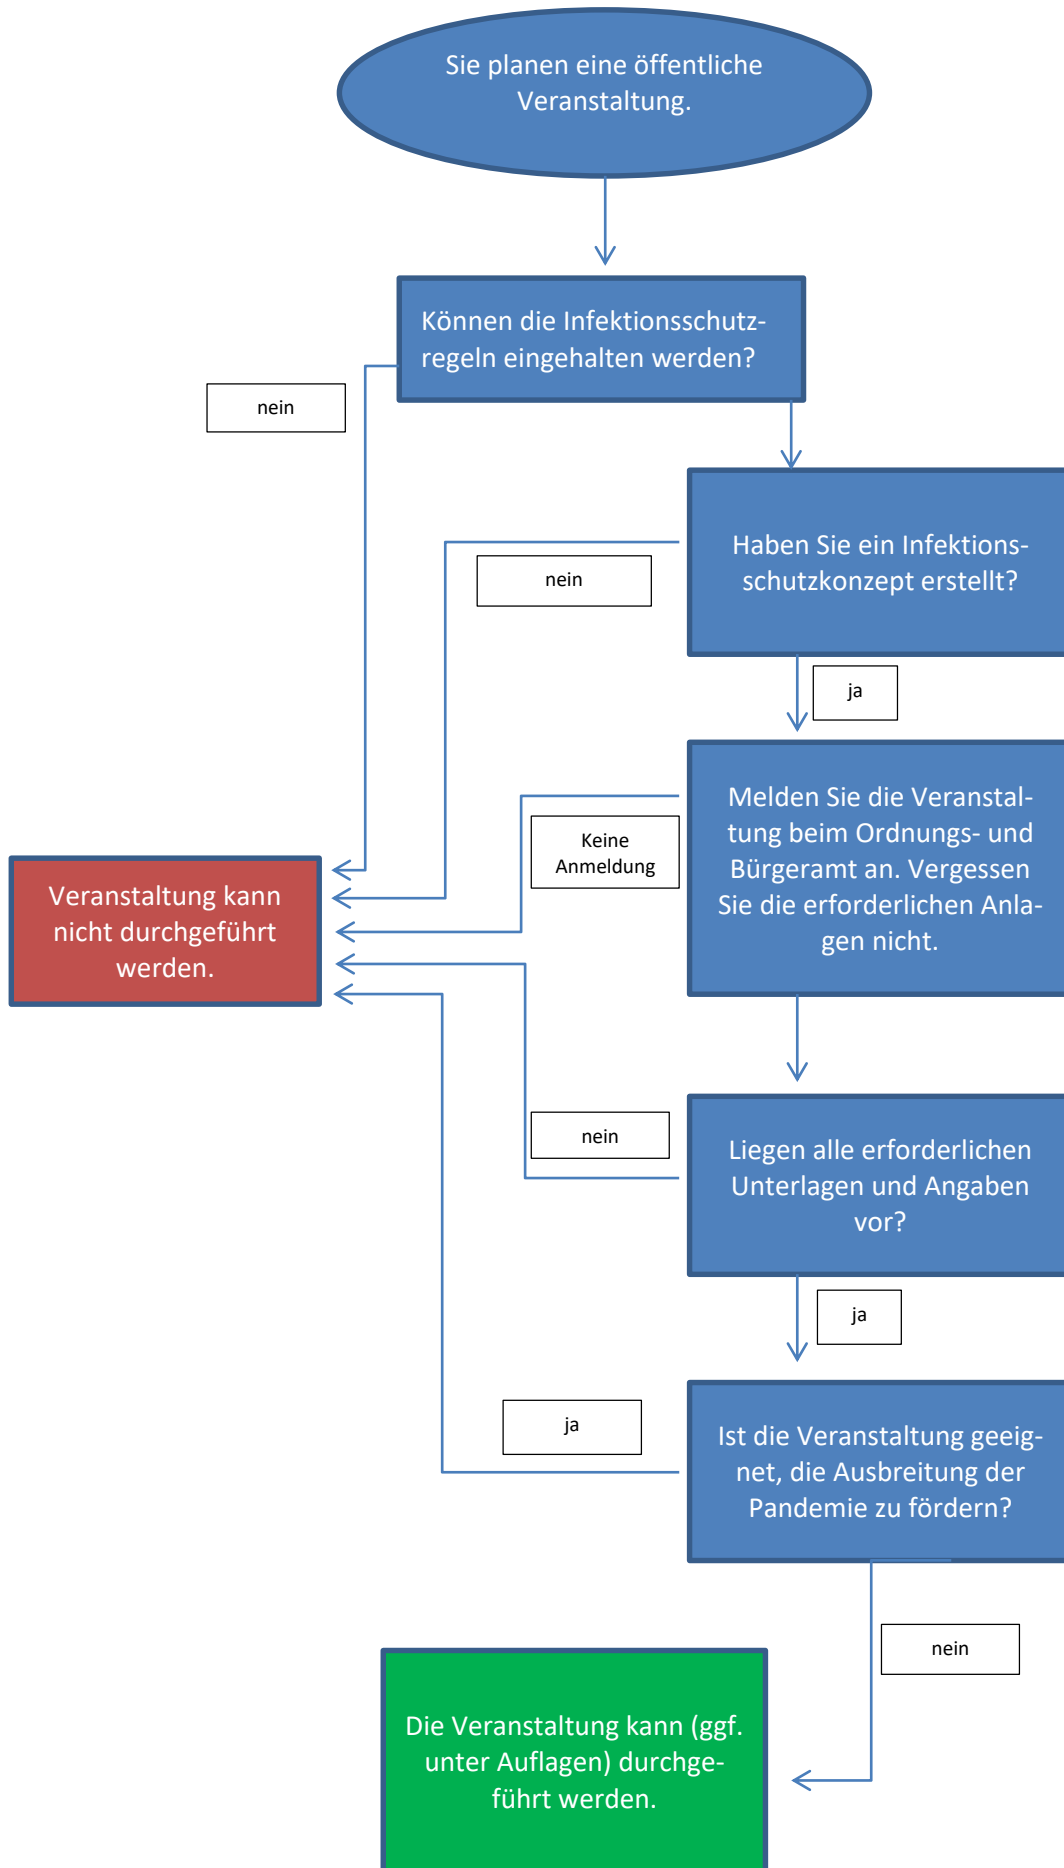 Sie planen eine öffentliche
Veranstaltung.
Können die Infektionsschutz-
regeln eingehalten werden?
nein
Haben Sie ein Infektions-
schutzkonzept erstellt?
nein
ja
Melden Sie die Veranstal-
tung beim Ordnungs- und
Bürgeramt an. Vergessen
Sie die erforderlichen Anla-
gen nicht.
Keine
Anmeldung
Veranstaltung kann
nicht durchgeführt
werden.
Liegen alle erforderlichen
Unterlagen und Angaben
vor?
nein
ja
Ist die Veranstaltung geeig-
net, die Ausbreitung der
Pandemie zu fördern?
ja
nein
Die Veranstaltung kann (ggf.
unter Auflagen) durchge-
führt werden.